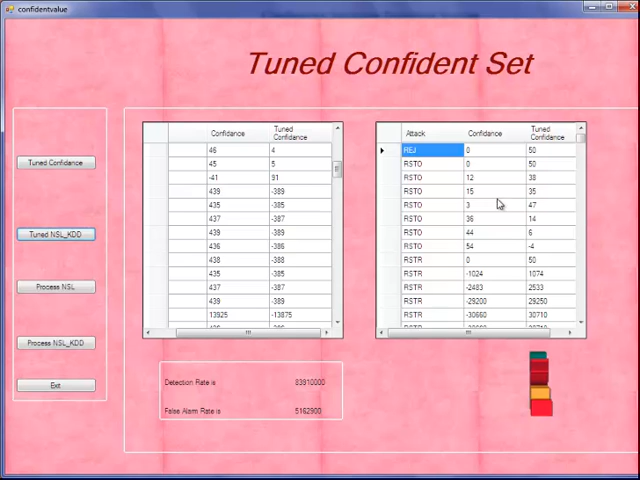 confidentvalue
Tuned Confident Set
Tuned Confidance
Tuned NSL_KDD
Process NSL
Process NSL_KDD
Exit
Confidance Tuned Confidance
46 4
45 5
-41 91
439 -389
435 -385
437 -387
439 -389
436 -386
438 -388
435 -385
437 -387
439 -389
13925 -13875
Attack Confidance Tuned Confidance
REJ 0 50
RSTO 0 50
RSTO 12 38
RSTO 15 35
RSTO 3 47
RSTO 36 14
RSTO 44 6
RSTO 54 -4
RSTR 0 50
RSTR -1024 1074
RSTR -2483 2533
RSTR -29200 29250
RSTR -30660 30710
Detection Rate is 83910000
False Alarm Rate is 5162900